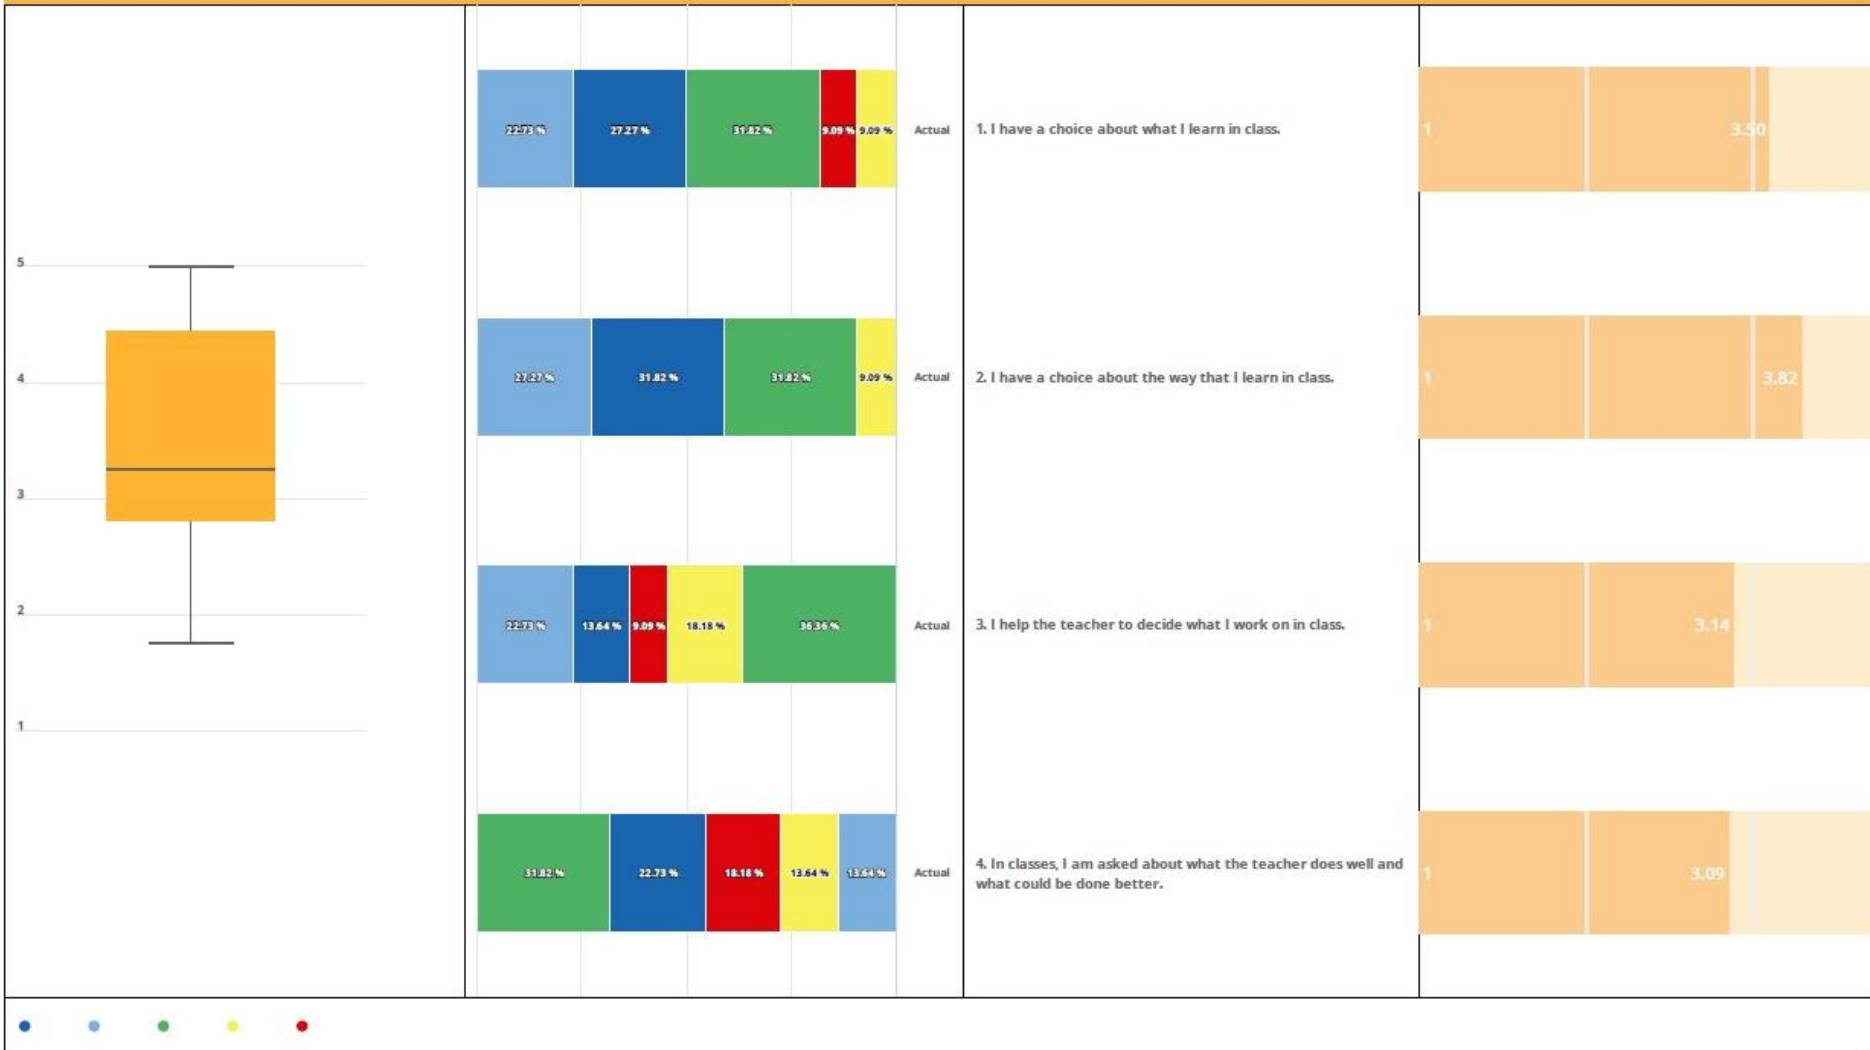 5
4
3
2
1
22.73 % 27.27 % 31.82 % 9.09 % 9.09 % Actual 1. I have a choice about what I learn in class. 1 3.50
27.27 % 31.82 % 31.82 % 9.09 % Actual 2. I have a choice about the way that I learn in class. 1 3.82
22.73 % 13.64 % 9.09 % 18.18 % 36.36 % Actual 3. I help the teacher to decide what I work on in class. 1 3.14
31.82 % 22.73 % 18.18 % 13.64 % 13.64 % Actual 4. In classes, I am asked about what the teacher does well and
what could be done better.
1 3.09